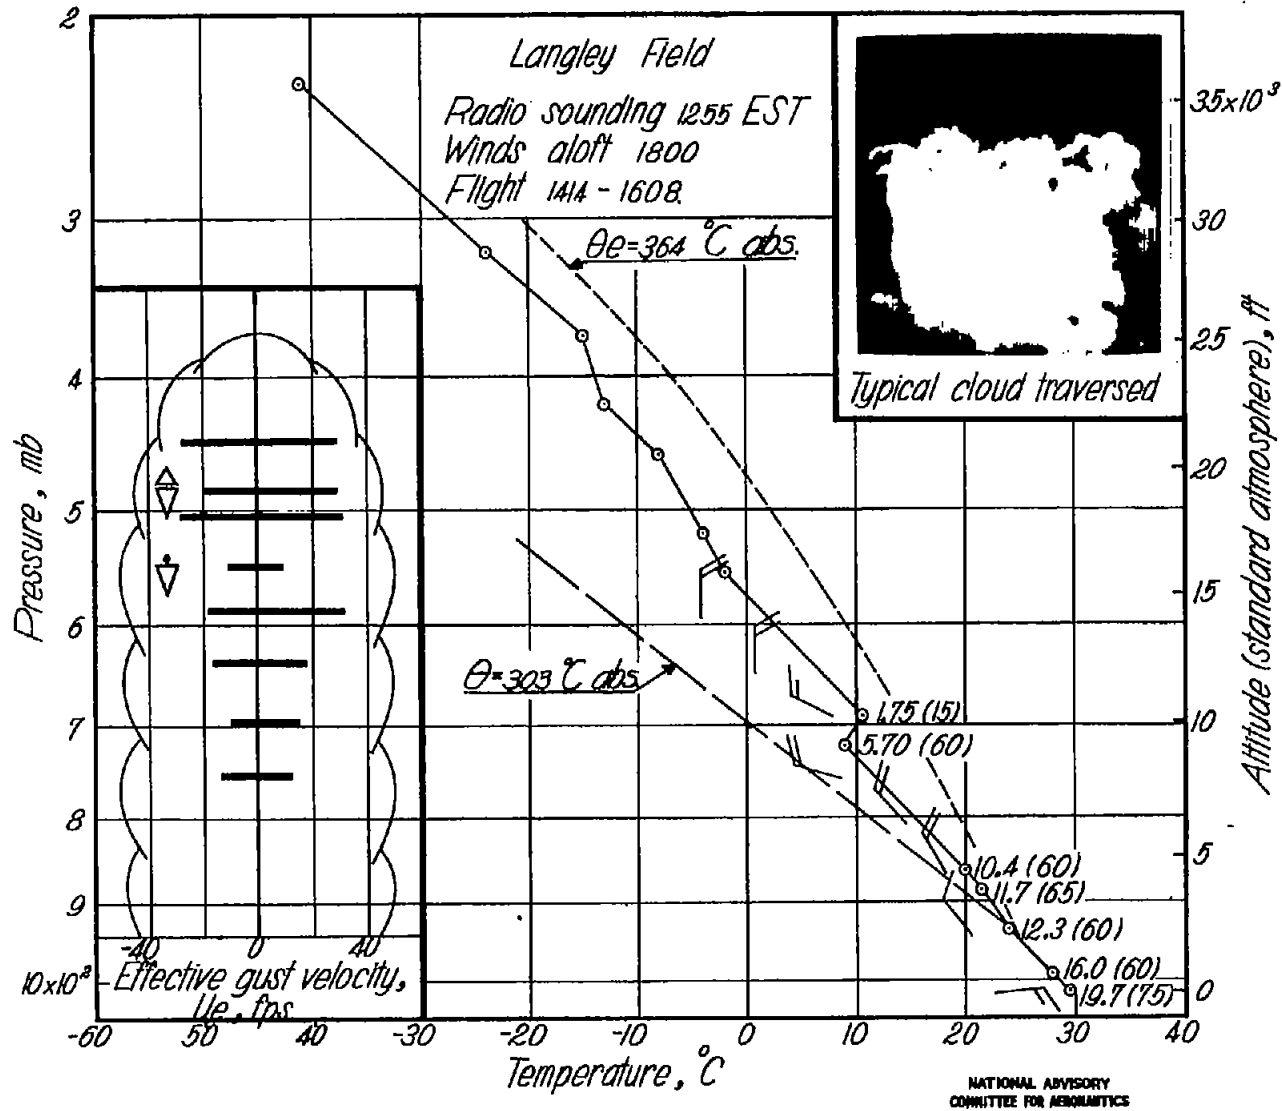 Langley Field
Radio sounding 1255 EST
Winds aloft 1800
Flight 1414 - 1608.
θe=364 °C abs.
θ=303 °C abs.
Typical cloud traversed
2
3
4
5
6
7
8
9
10x10²
Pressure, mb
35x10³
30
25
20
15
10
5
0
Altitude (standard atmosphere), ft
1.75 (15)
5.70 (60)
10.4 (60)
11.7 (65)
12.3 (60)
16.0 (60)
19.7 (75)
-40 0 40
Effective gust velocity,
Ue, fps
-60 50 40 -30 -20 -10 0 10 20 30 40
Temperature, °C
NATIONAL ADVISORY
COMMITTEE FOR AERONAUTICS